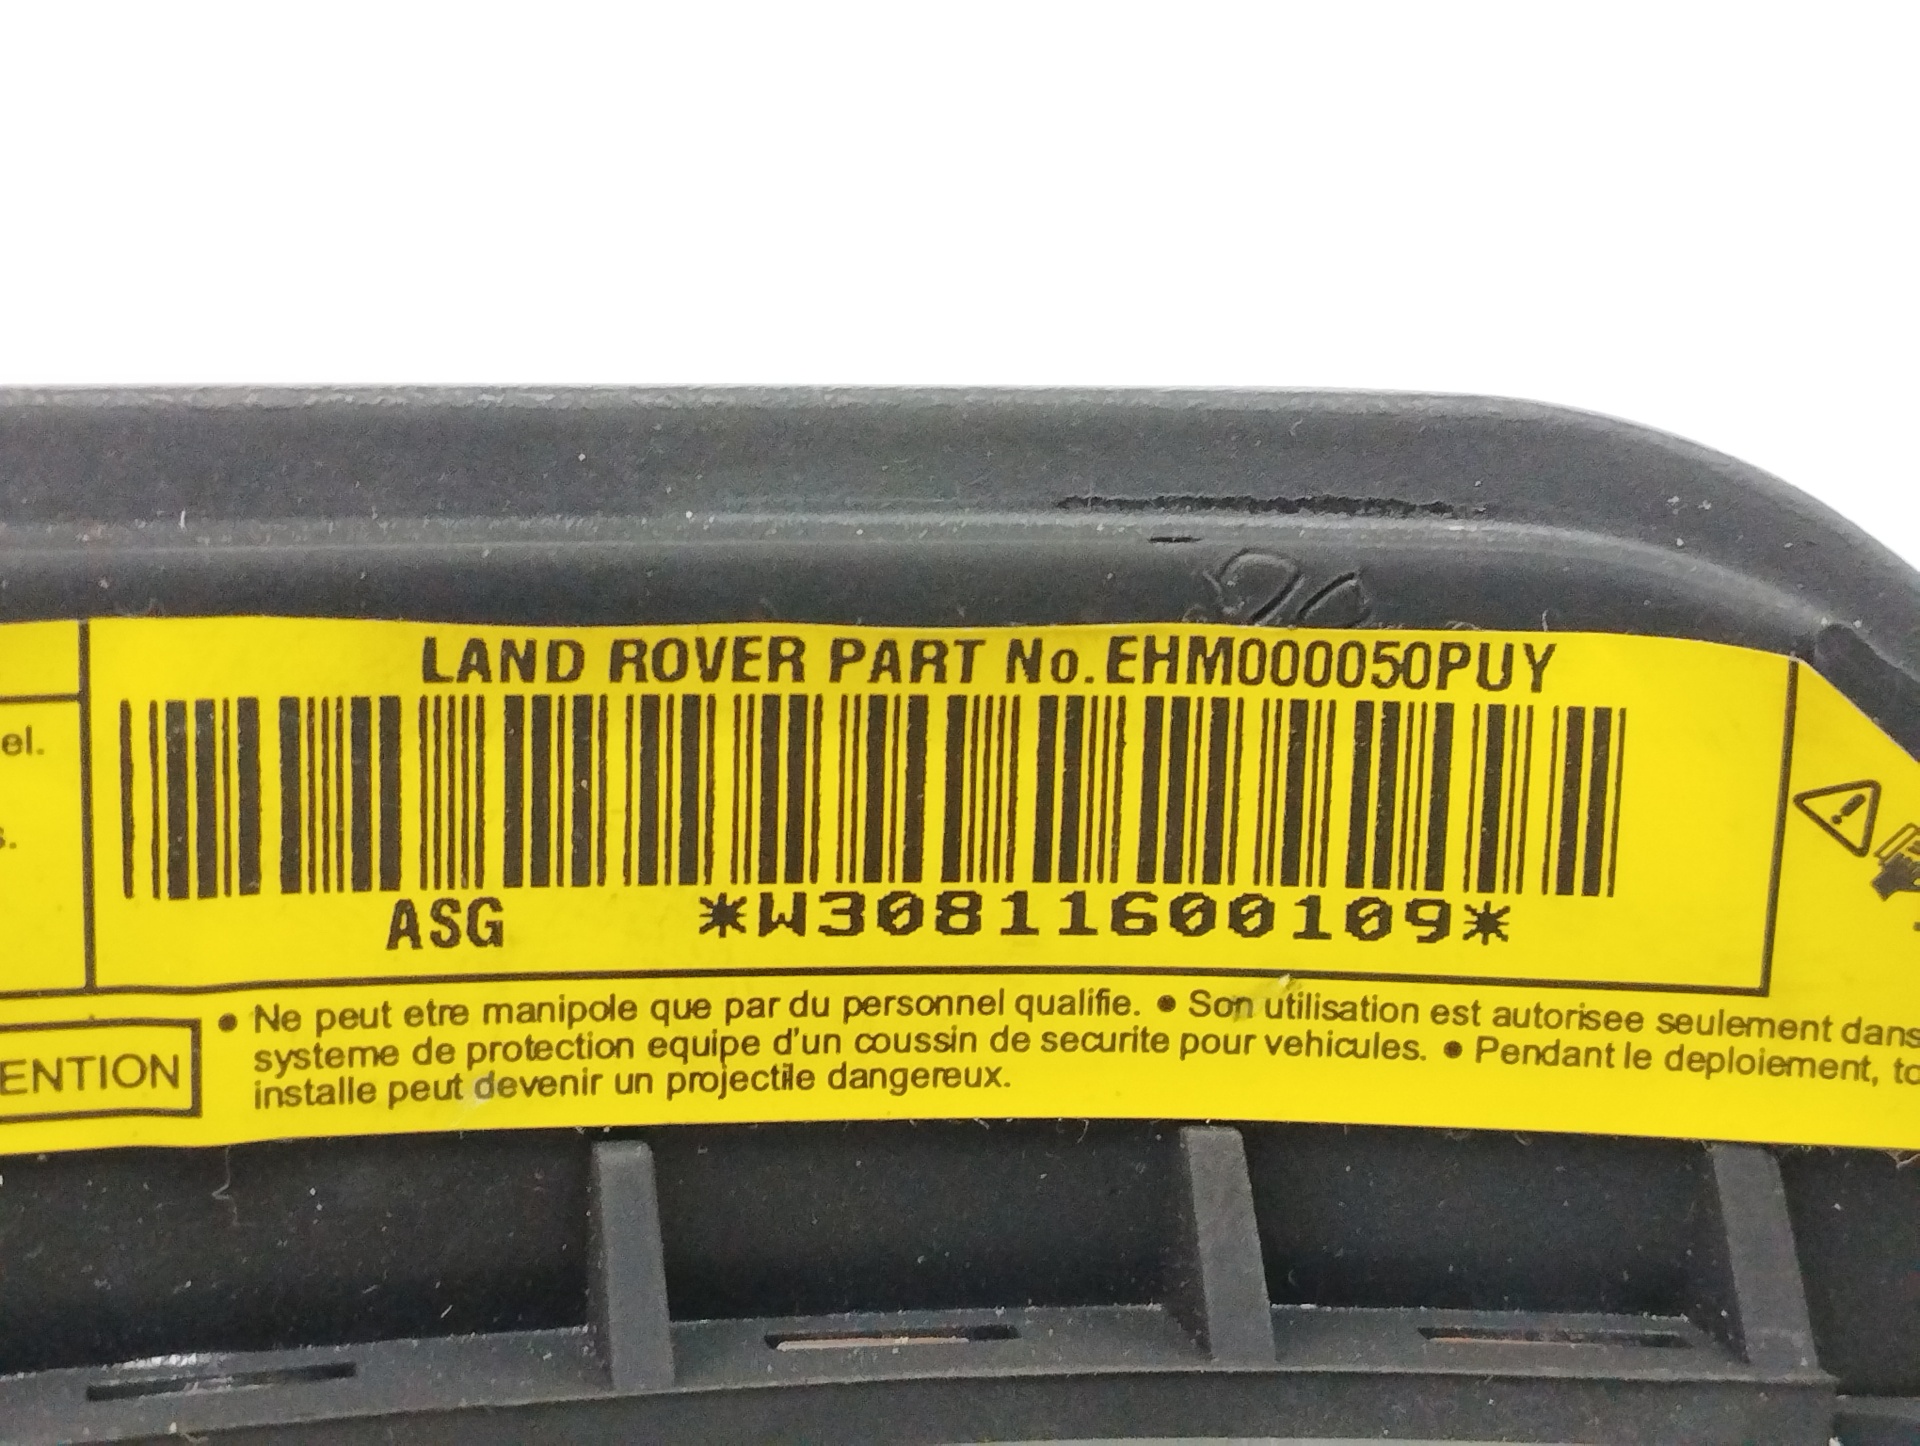 LAND ROVER PART No.EHM000050PUY
el.
s.
ASG *W30811600109*
ENTION
• Ne peut etre manipole que par du personnel qualifie. • Son utilisation est autorisee seulement dans
systeme de protection equipe d'un coussin de securite pour vehicules. • Pendant le deploiement, to
installe peut devenir un projectile dangereux.